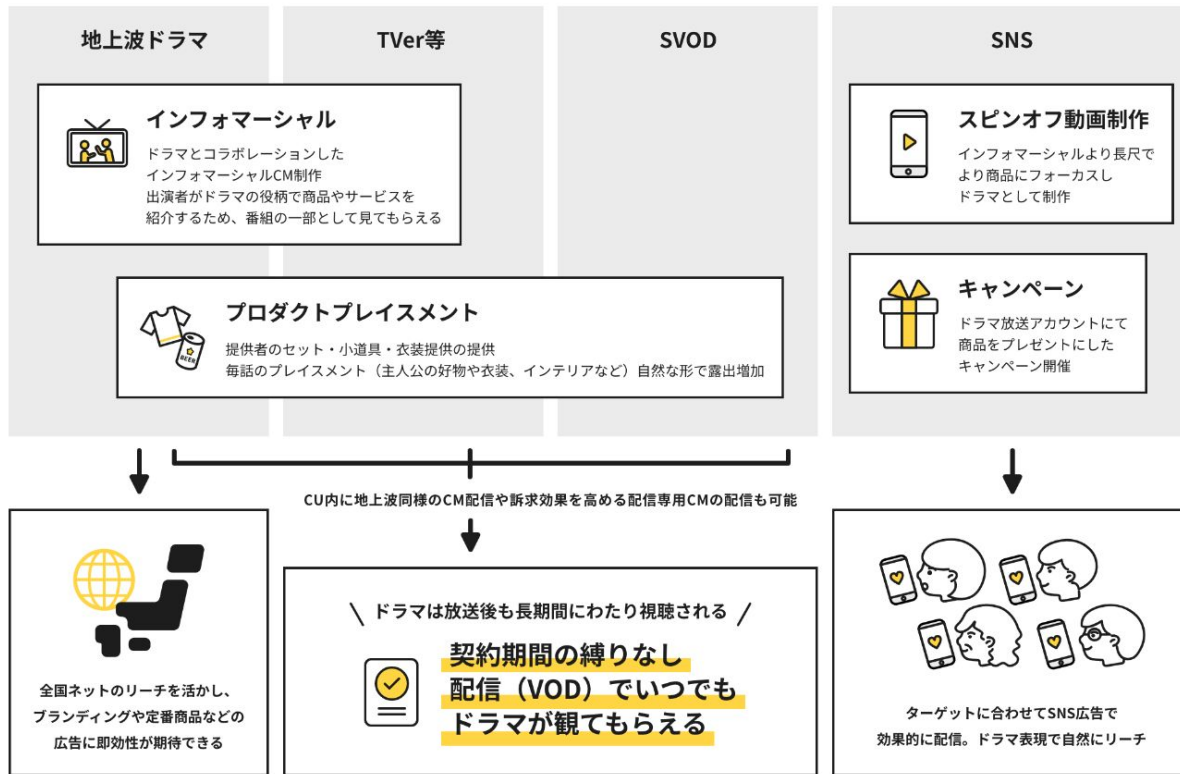 地上波ドラマ
TVer等
SVOD
SNS
インフォマーシャル
ドラマとコラボレーションした
インフォマーシャルCM制作
出演者がドラマの役柄で商品やサービスを
紹介するため、番組の一部として見てもらえる
スピンオフ動画制作
インフォマーシャルより長尺で
より商品にフォーカスし
ドラマとして制作
プロダクトプレイスメント
提供者のセット・小道具・衣装提供の提供
毎話のプレイスメント（主人公の好物や衣装、インテリアなど）自然な形で露出増加
BEER
キャンペーン
ドラマ放送アカウントにて
商品をプレゼントにした
キャンペーン開催
CU内に地上波同様のCM配信や訴求効果を高める配信専用CMの配信も可能
全国ネットのリーチを活かし、
ブランディングや定番商品などの
広告に即効性が期待できる
ドラマは放送後も長期間にわたり視聴される
契約期間の縛りなし
配信（VOD）でいつでも
ドラマが観てもらえる
ターゲットに合わせてSNS広告で
効果的に配信。ドラマ表現で自然にリーチ